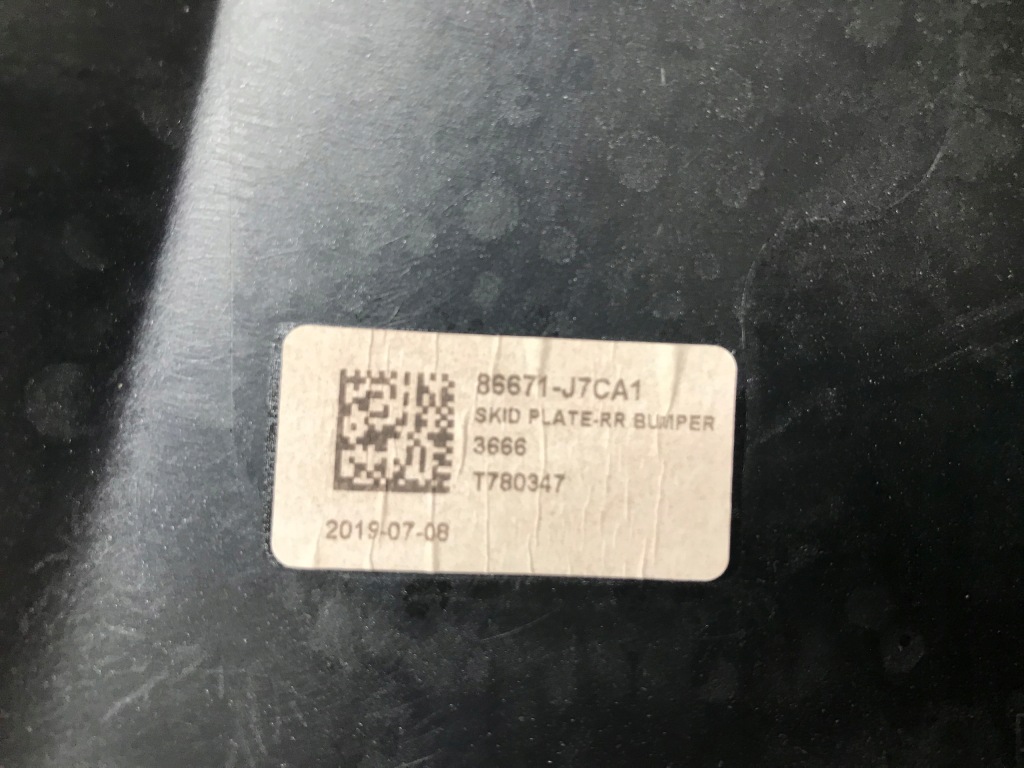 86671-J7CA1
SKID PLATE-RR BUMPER
3666
T780347
2019-07-08